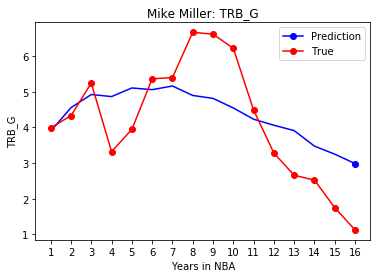 Mike Miller: TRB_G
Prediction
True
TRB_G
6
5
4
3
2
1
1 2 3 4 5 6 7 8 9 10 11 12 13 14 15 16
Years in NBA